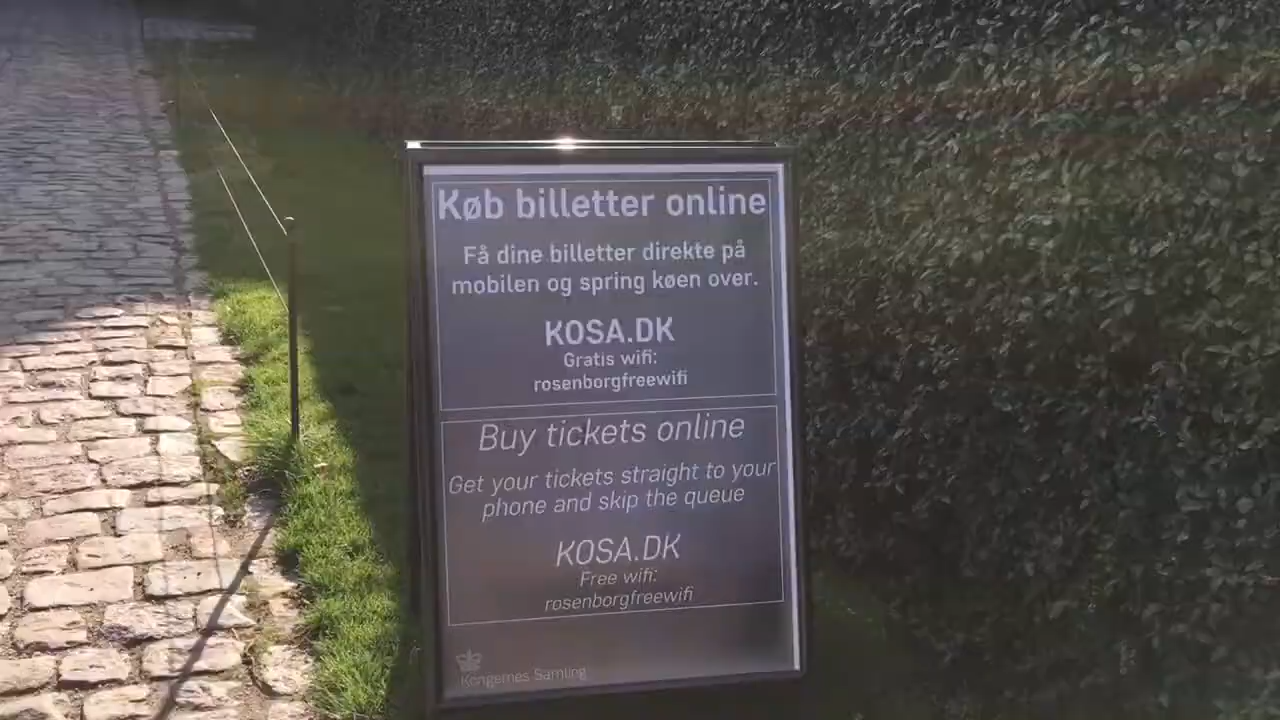 Køb billetter online
Få dine billetter direkte på
mobilen og spring køen over.
KOSA.DK
Gratis wifi:
rosenborgfreewifi
Buy tickets online
Get your tickets straight to your
phone and skip the queue
KOSA.DK
Free wifi:
rosenborgfreewifi
Kongernes Samling